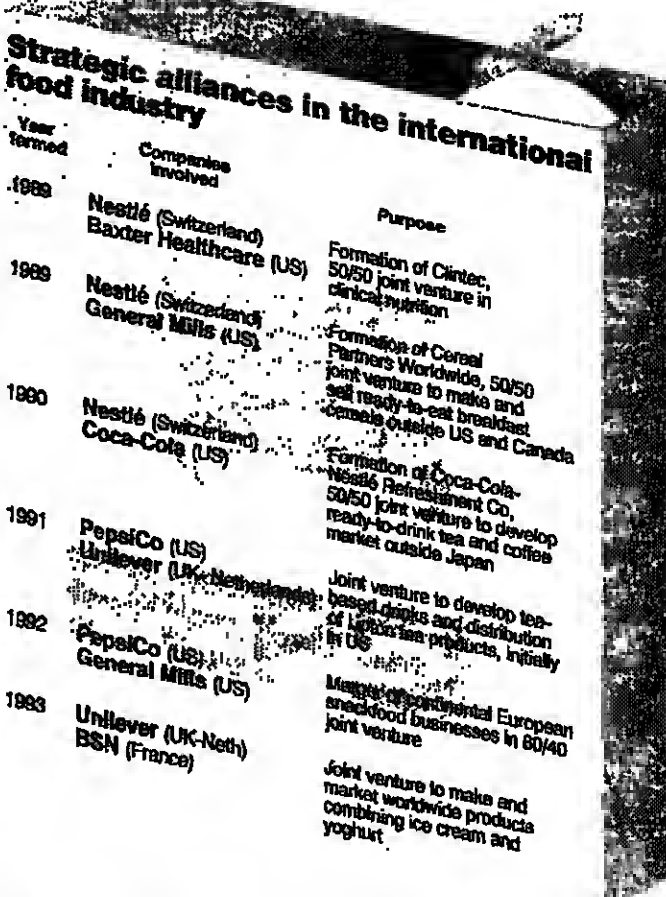 Strategic alliances in the international
food industry
Year
formed
Companies
involved
Purpose
1989
Nestlé (Switzerland)
Baxter Healthcare (US)
Formation of Clintec,
50/50 joint venture in
clinical nutrition
1989
Nestlé (Switzerland)
General Mills (US)
Formation of Cereal
Partners Worldwide, 50/50
joint venture to make and
sell ready-to-eat breakfast
cereals outside US and Canada
1990
Nestlé (Switzerland)
Coca-Cola (US)
Formation of Coca-Cola-
Nestlé Refreshment Co,
50/50 joint venture to develop
ready-to-drink tea and coffee
market outside Japan
1991
PepsiCo (US)
Unilever (UK-Netherlands)
Joint venture to develop tea-
based drinks and distribution
of Lipton tea products, initially
in US
1992
PepsiCo (US)
General Mills (US)
Merger of continental European
snackfood businesses in 60/40
joint venture
1993
Unilever (UK-Neth)
BSN (France)
Joint venture to make and
market worldwide products
combining ice cream and
yoghurt